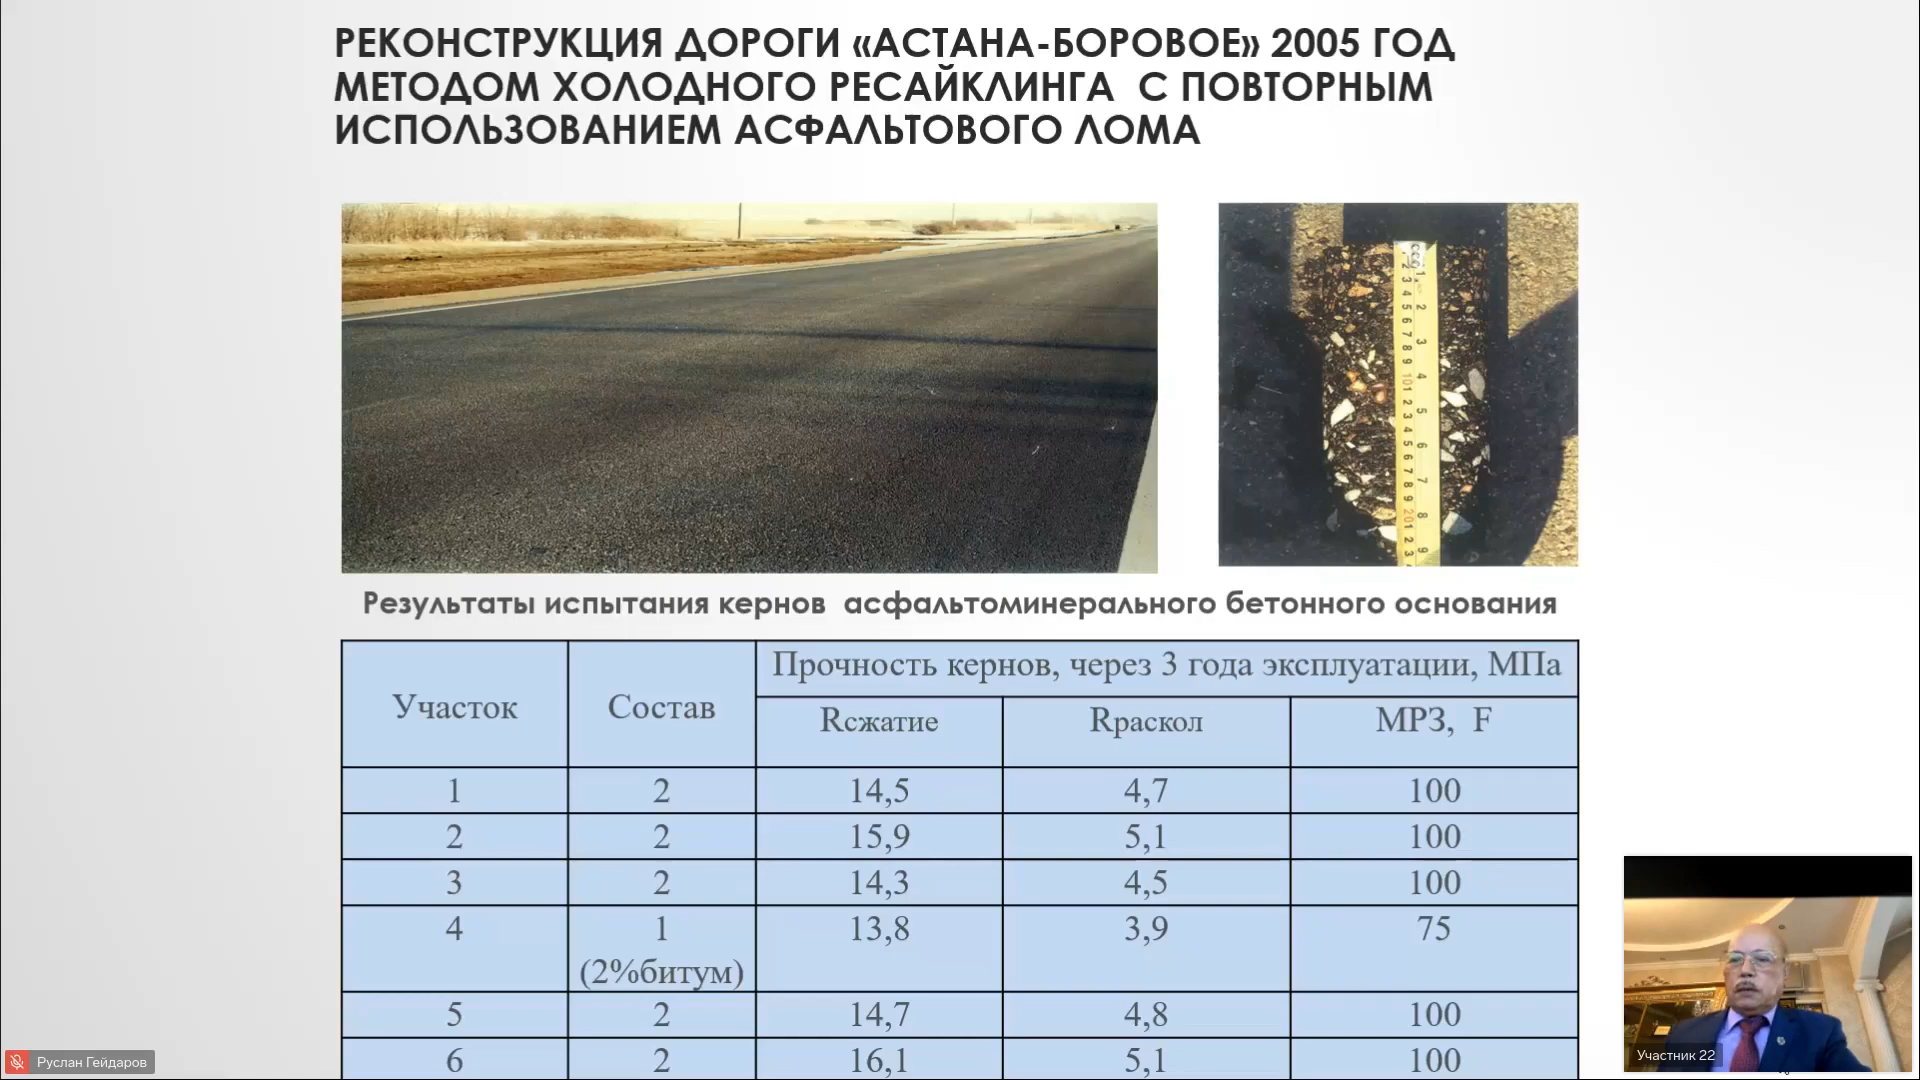 РЕКОНСТРУКЦИЯ ДОРОГИ «АСТАНА-БОРОВОЕ» 2005 ГОД
МЕТОДОМ ХОЛОДНОГО РЕСАЙКЛИНГА С ПОВТОРНЫМ
ИСПОЛЬЗОВАНИЕМ АСФАЛЬТОВОГО ЛОМА
Результаты испытания кернов асфальтоминерального бетонного основания
Участок Состав Прочность кернов, через 3 года эксплуатации, МПа
Rсжатие Rраскол МРЗ, F
1 2 14,5 4,7 100
2 2 15,9 5,1 100
3 2 14,3 4,5 100
4 1 13,8 3,9 75
(2%битум)
5 2 14,7 4,8 100
6 2 16,1 5,1 100
Руслан Гейдаров
Участник 22